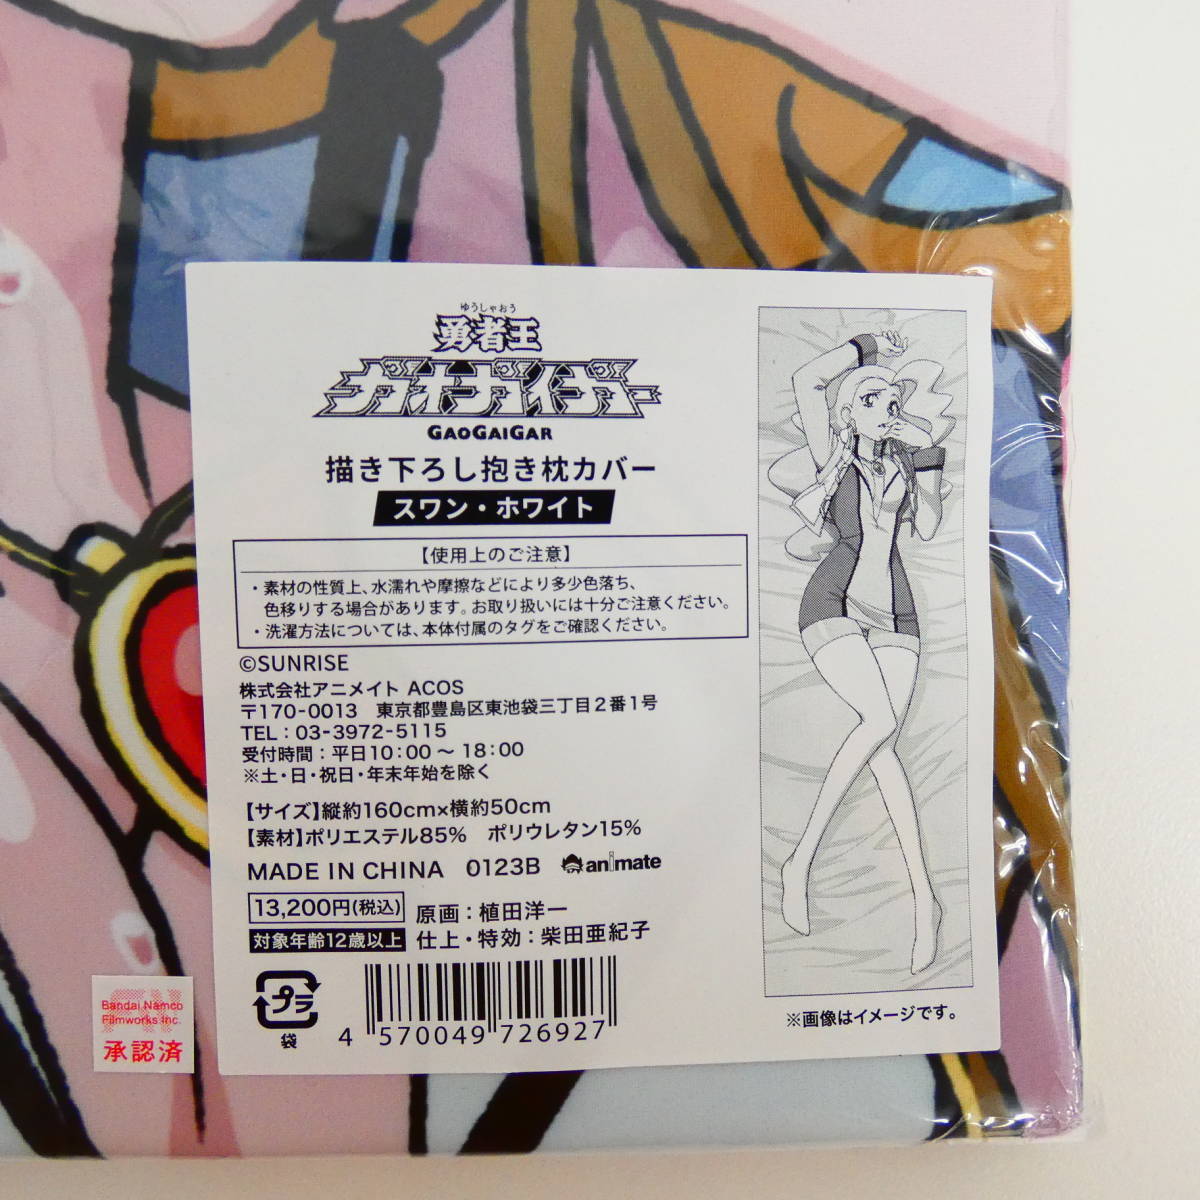 ゆうしゃおう
勇者王
ガオガイガー
GAOGAIGAR
描き下ろし抱き枕カバー
スワン・ホワイト
【使用上のご注意】
・素材の性質上、水濡れや摩擦などにより多少色落ち、
色移りする場合があります。お取り扱いには十分ご注意ください。
・洗濯方法については、本体付属のタグをご確認ください。
©SUNRISE
株式会社アニメイト ACOS
〒170-0013 東京都豊島区東池袋三丁目2番1号
TEL：03-3972-5115
受付時間：平日10：00～18：00
※土・日・祝日・年末年始を除く
【サイズ】縦約160cm×横約50cm
【素材】ポリエステル85% ポリウレタン15%
MADE IN CHINA 0123B animate
13,200円(税込) 原画：植田洋一
対象年齢12歳以上 仕上・特効：柴田亜紀子
プラ
袋
4 570049 726927
※画像はイメージです。
Bandai Namco
Filmworks Inc.
承認済